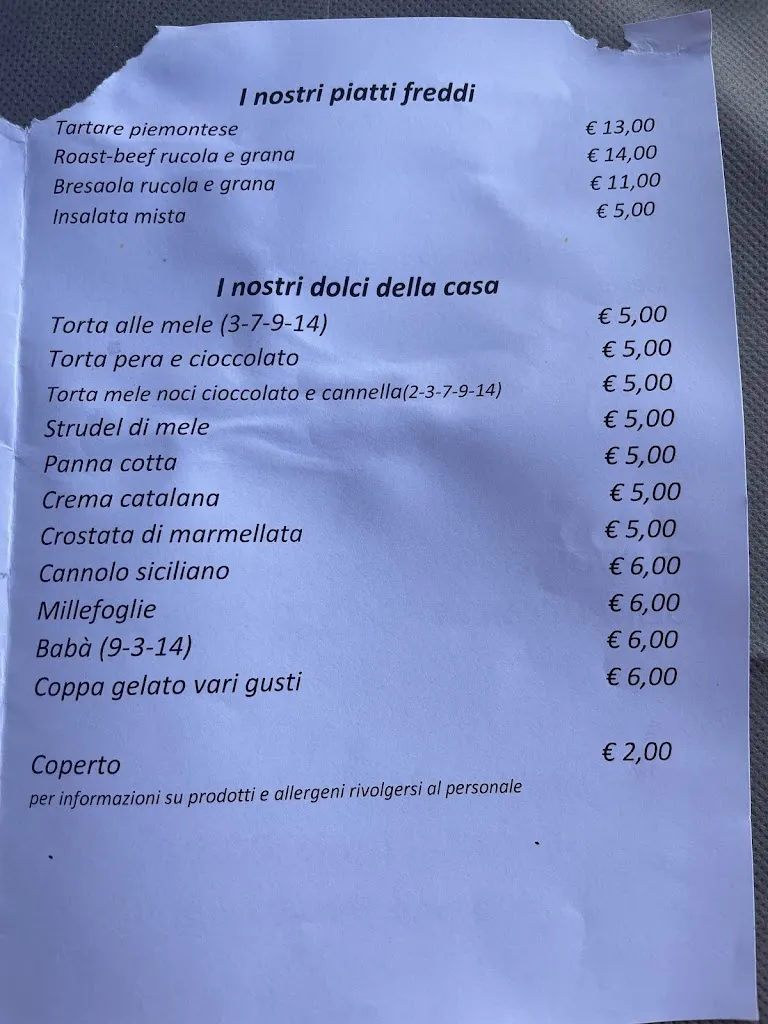 I nostri piatti freddi
Tartare piemontese € 13,00
Roast-beef rucola e grana € 14,00
Bresaola rucola e grana € 11,00
Insalata mista € 5,00
I nostri dolci della casa
Torta alle mele (3-7-9-14) € 5,00
Torta pera e cioccolato € 5,00
Torta mele noci cioccolato e cannella(2-3-7-9-14) € 5,00
Strudel di mele € 5,00
Panna cotta € 5,00
Crema catalana € 5,00
Crostata di marmellata € 5,00
Cannolo siciliano € 6,00
Millefoglie € 6,00
Babà (9-3-14) € 6,00
Coppa gelato vari gusti € 6,00
Coperto € 2,00
per informazioni su prodotti e allergeni rivolgersi al personale